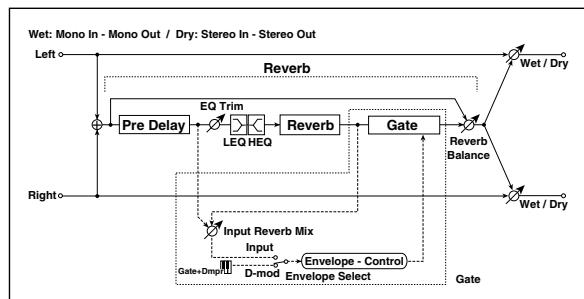 Wet: Mono In - Mono Out / Dry: Stereo In - Stereo Out
Left
Wet / Dry
Reverb
EQ Trim
Pre Delay
LEQ HEQ
Reverb
Gate
Reverb
Balance
Right
Wet / Dry
Input Reverb Mix
Input
D-mod
Gate+Dmpr
Envelope - Control
Envelope Select
Gate